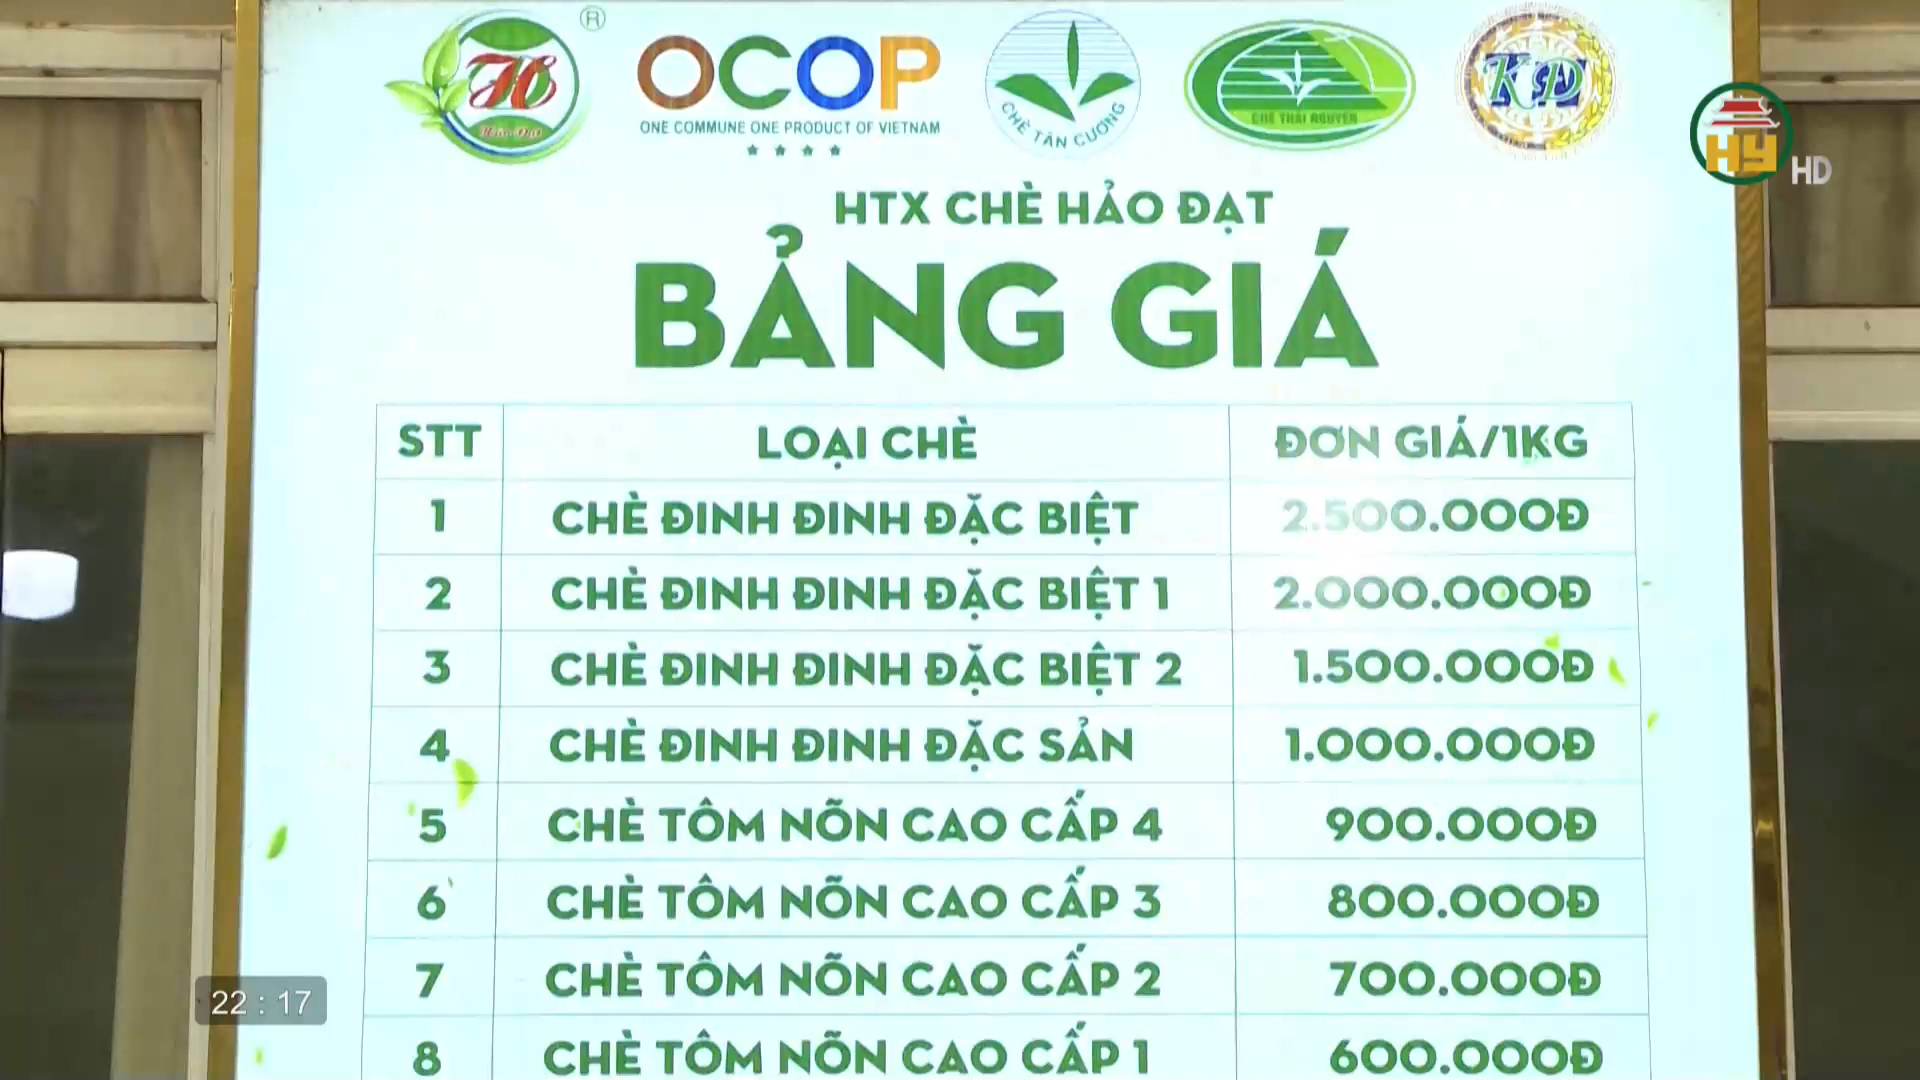 H ®
Hảo Đạt
OCOP
ONE COMMUNE ONE PRODUCT OF VIETNAM
CHÈ TÂN CƯƠNG
CHÈ THÁI NGUYÊN
KĐ
HY HD
HTX CHÈ HẢO ĐẠT
BẢNG GIÁ
STT LOẠI CHÈ ĐƠN GIÁ/1KG
1 CHÈ ĐINH ĐINH ĐẶC BIỆT 2.500.000Đ
2 CHÈ ĐINH ĐINH ĐẶC BIỆT 1 2.000.000Đ
3 CHÈ ĐINH ĐINH ĐẶC BIỆT 2 1.500.000Đ
4 CHÈ ĐINH ĐINH ĐẶC SẢN 1.000.000Đ
5 CHÈ TÔM NÕN CAO CẤP 4 900.000Đ
6 CHÈ TÔM NÕN CAO CẤP 3 800.000Đ
7 CHÈ TÔM NÕN CAO CẤP 2 700.000Đ
8 CHÈ TÔM NÕN CAO CẤP 1 600.000Đ
22 : 17